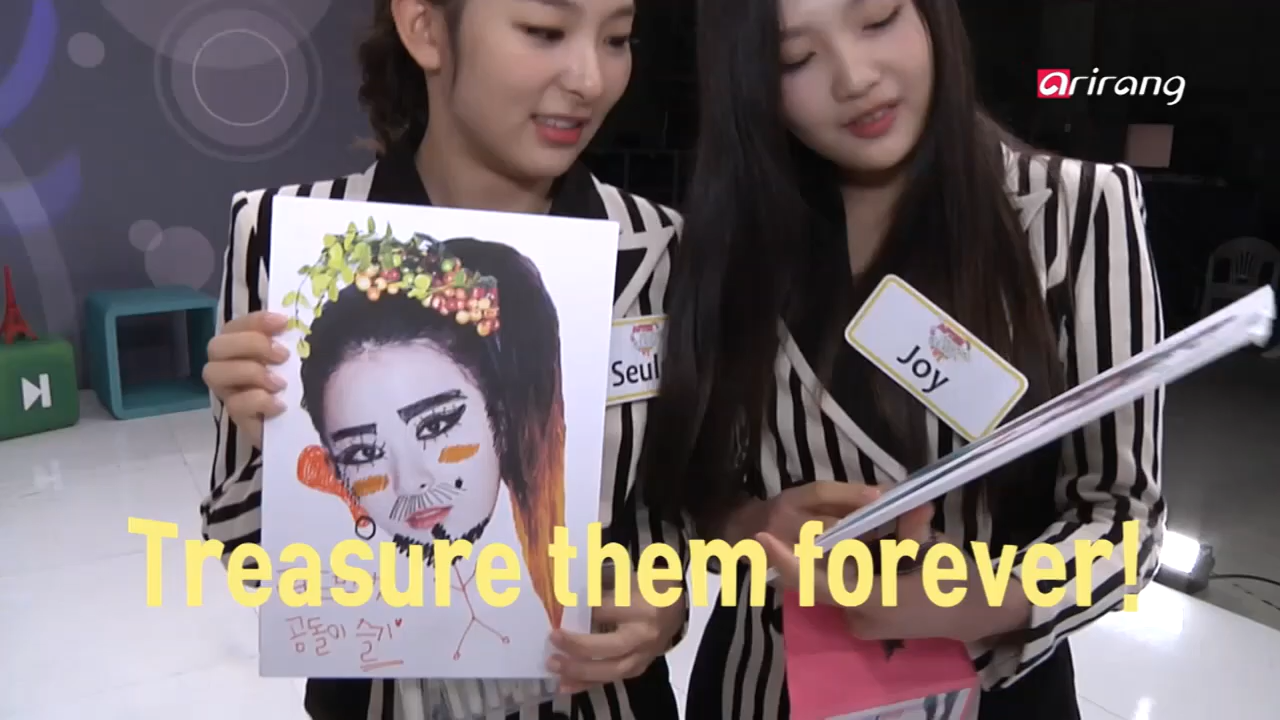 arirang
Seul
Joy
Treasure them forever!
곰돌이 슬기